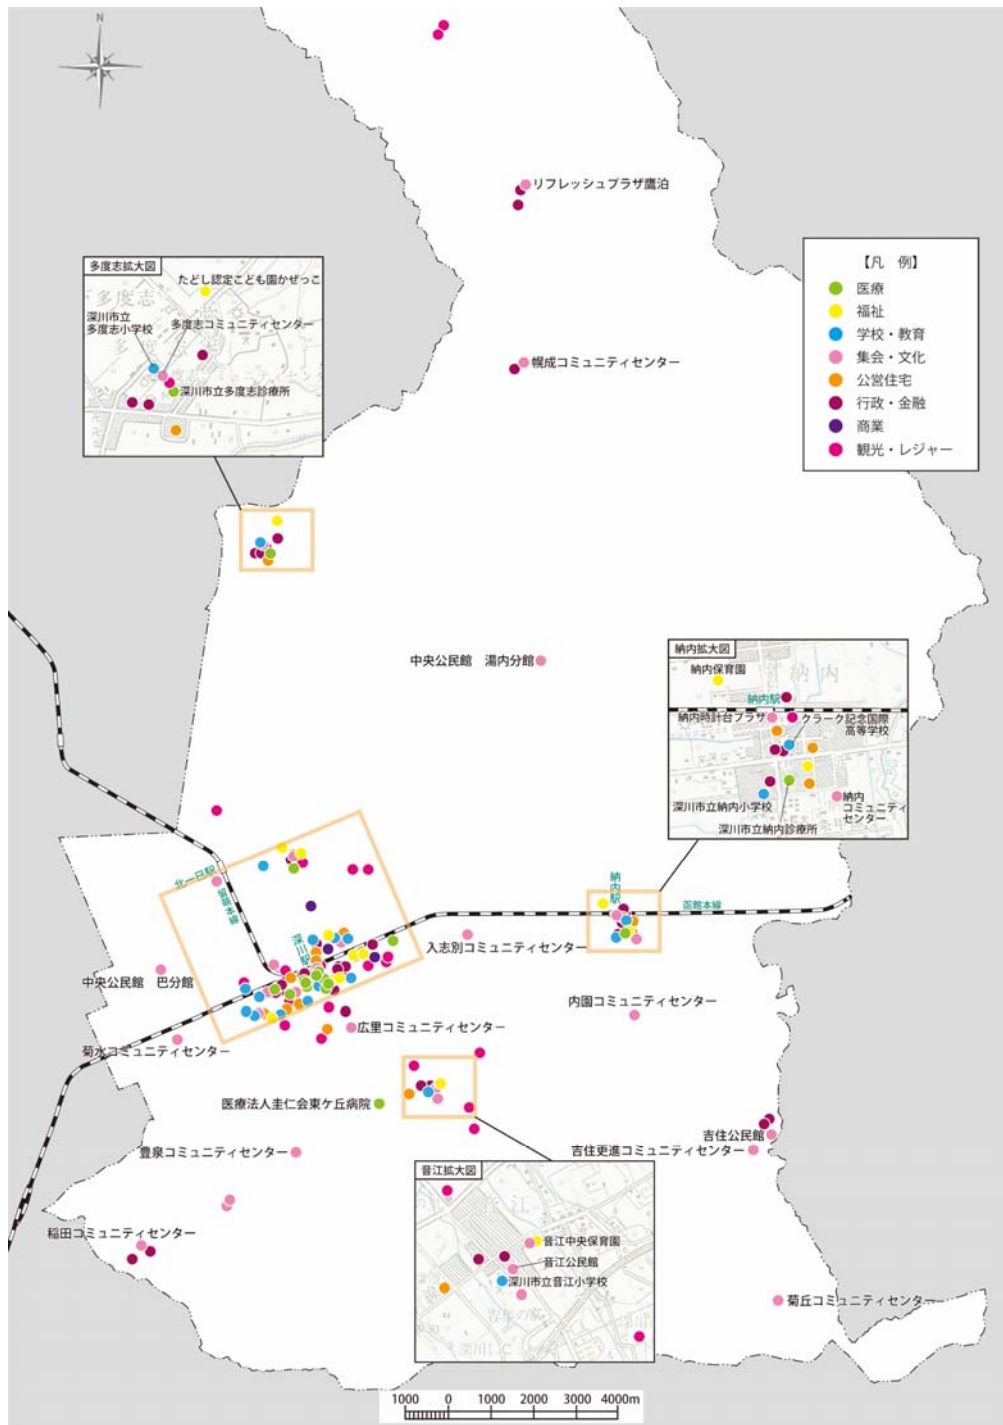 N
リフレッシュプラザ鷹泊
【凡 例】
医療
福祉
学校・教育
集会・文化
公営住宅
行政・金融
商業
観光・レジャー
多度志拡大図
たどし認定こども園かぜっこ
多度志
深川市立
多度志小学校
多度志コミュニティセンター
深川市立多度志診療所
幌成コミュニティセンター
中央公民館 湯内分館
納内拡大図
納内保育園
納内
納内駅
納内時計台プラザ
クラーク記念国際
高等学校
深川市立納内小学校
納内
コミュニティ
センター
深川市立納内診療所
北一已駅
留萌本線
深川駅
納内駅
函館本線
入志別コミュニティセンター
中央公民館 巴分館
内園コミュニティセンター
広里コミュニティセンター
菊水コミュニティセンター
医療法人圭仁会東ケ丘病院
吉住公民館
豊泉コミュニティセンター
吉住更進コミュニティセンター
音江拡大図
音江
音江中央保育園
音江公民館
深川市立音江小学校
稲田コミュニティセンター
菊丘コミュニティセンター
1000 0 1000 2000 3000 4000m